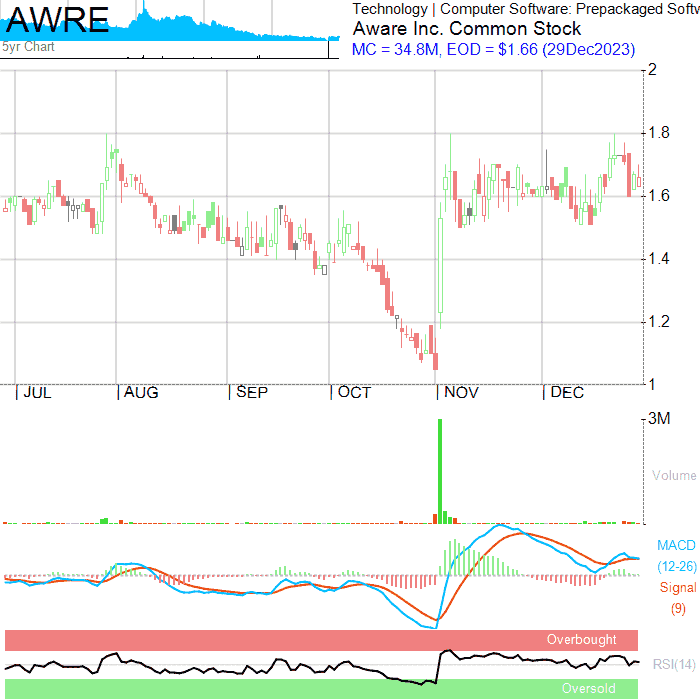 AWRE
5yr Chart
Technology | Computer Software: Prepackaged Softw
Aware Inc. Common Stock
MC = 34.8M, EOD = $1.66 (29Dec2023)
2
1.8
1.6
1.4
1.2
1
| JUL | AUG | SEP | OCT | NOV | DEC
3M
Volume
MACD
(12-26)
Signal
(9)
Overbought
RSI(14)
Oversold